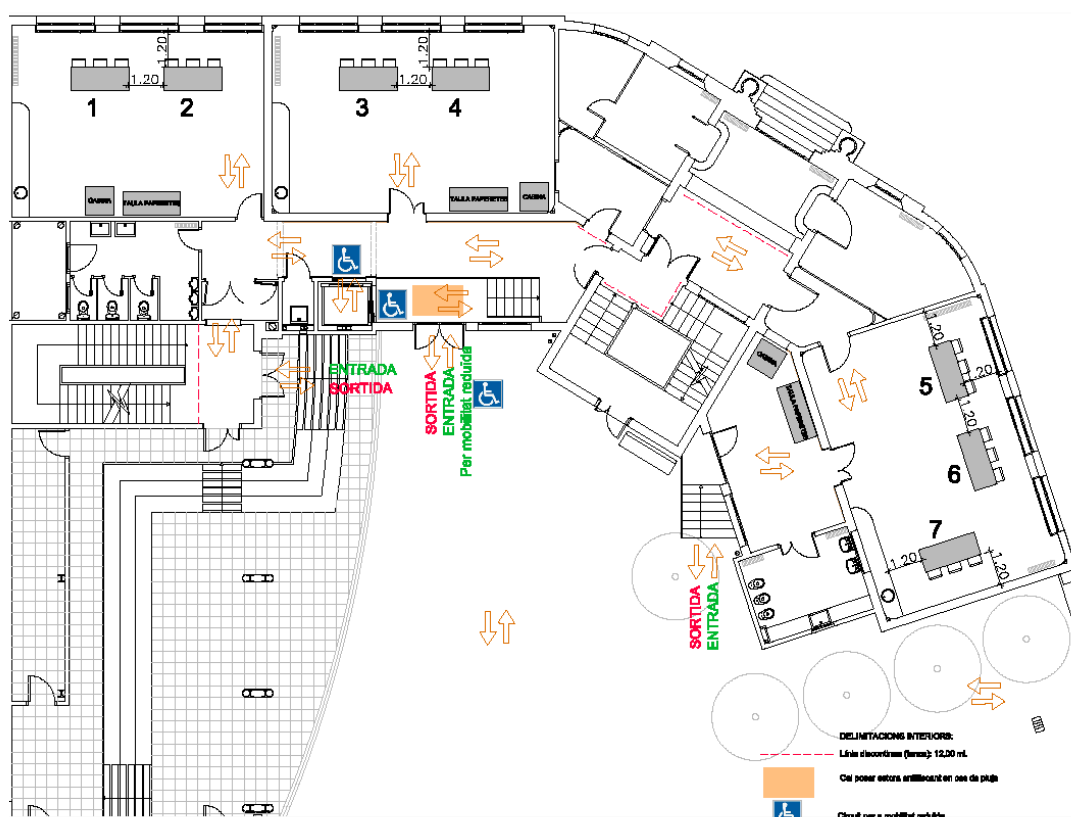 1.20
1.20
1.20
1.20
1
2
3
4
CABINA
TAULA PAPERETES
TAULA PAPERETES
CABINA
ENTRADA
SORTIDA
SORTIDA
ENTRADA
Per mobilitat reduïda
CABINA
TAULA PAPERETES
1.20
5
1.20
1.20
6
7
1.20
1.20
SORTIDA
ENTRADA
DELIMITACIONS INTERIORS:
Línia discontínua (tanca): 12,00 ml.
Cal posar estora antilliscant en cas de pluja
Circuit per a mobilitat reduïda